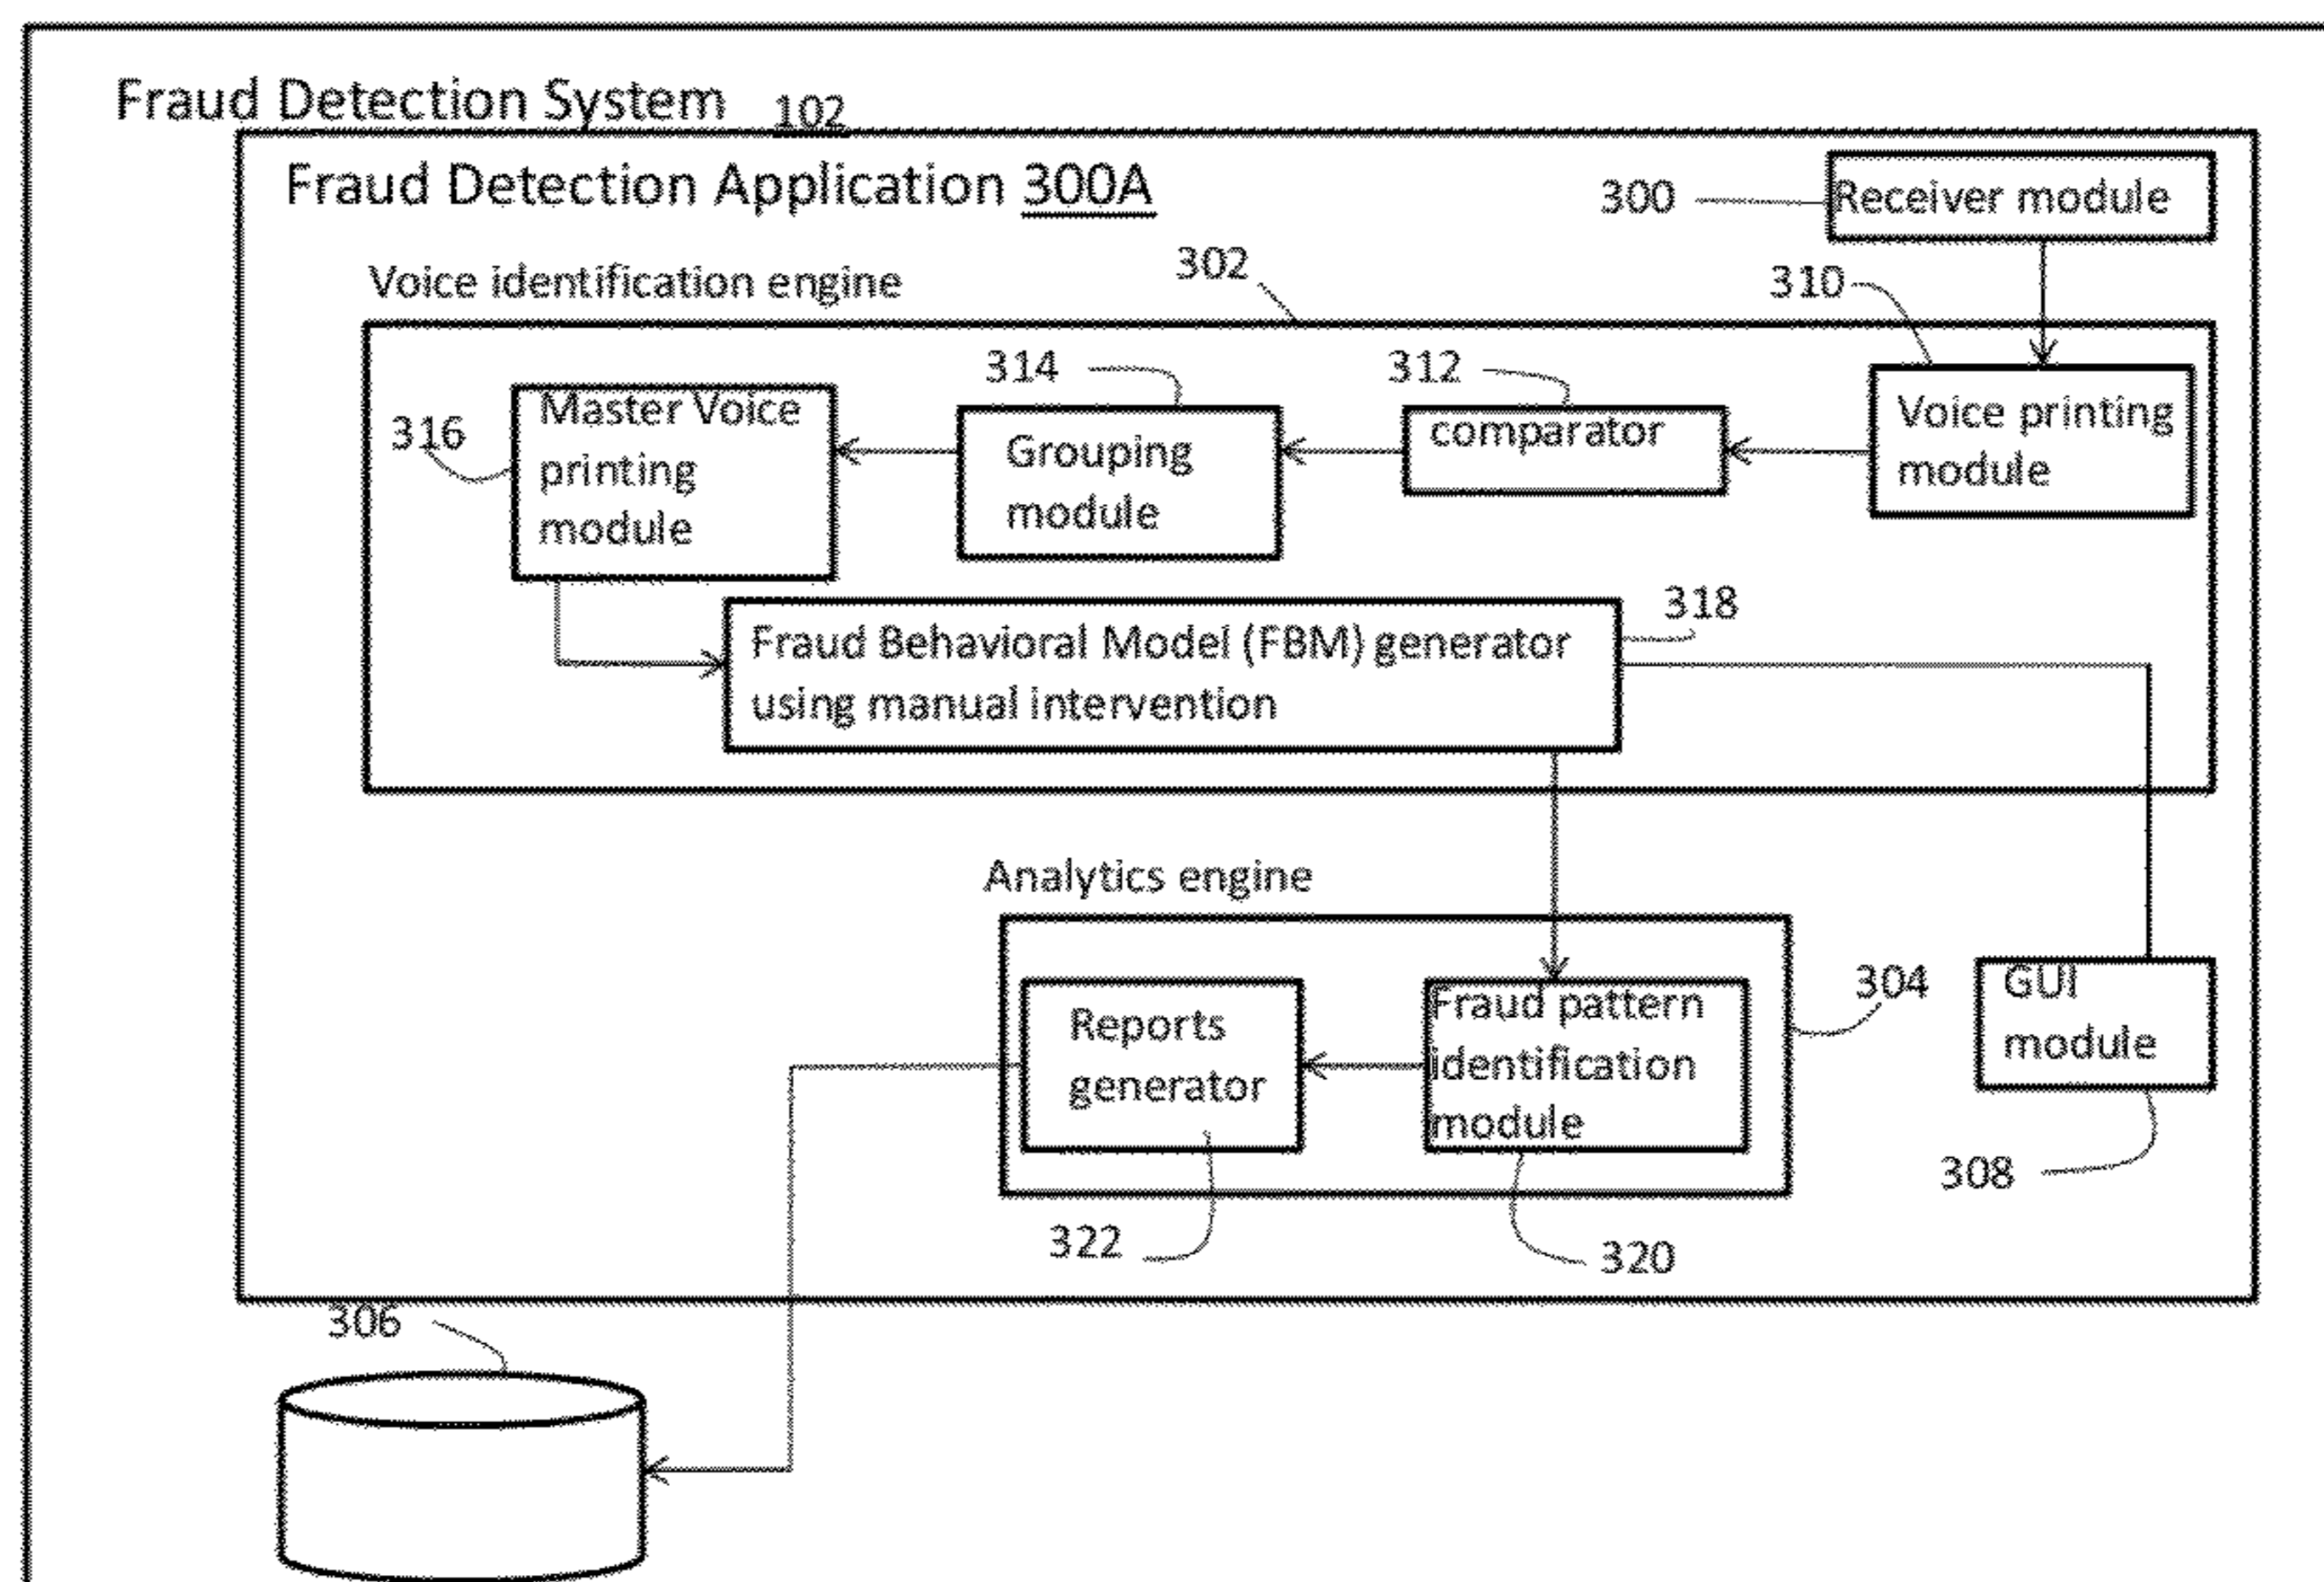 Fraud Detection System 102
Fraud Detection Application 300A
300
Receiver module
Voice identification engine
302
310
314
312
316
Master Voice
printing
module
Grouping
module
comparator
Voice printing
module
318
Fraud Behavioral Model (FBM) generator
using manual intervention
Analytics engine
304
Reports
generator
Fraud pattern
identification
module
GUI
module
308
322
320
306